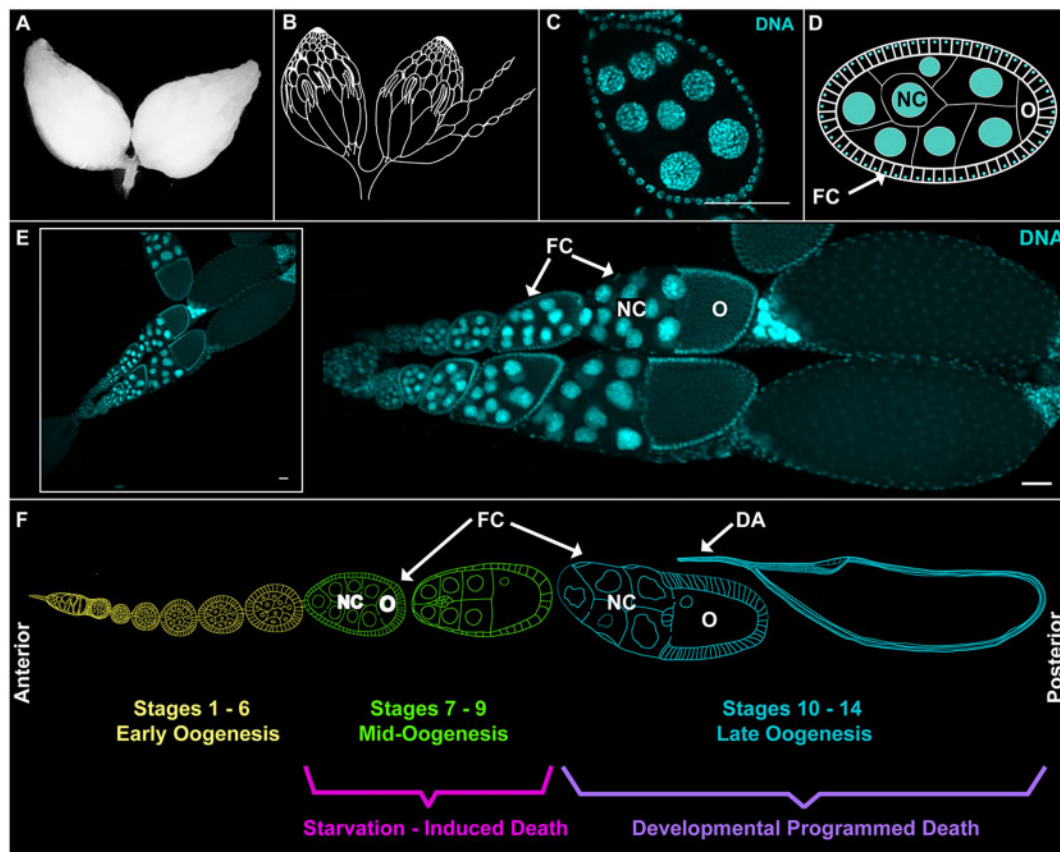 A
B
C
DNA
D
NC
O
FC
E
DNA
FC
NC
O
F
FC
DA
NC
O
NC
O
Anterior
Posterior
Stages 1 - 6
Early Oogenesis
Stages 7 - 9
Mid-Oogenesis
Stages 10 - 14
Late Oogenesis
Starvation - Induced Death
Developmental Programmed Death